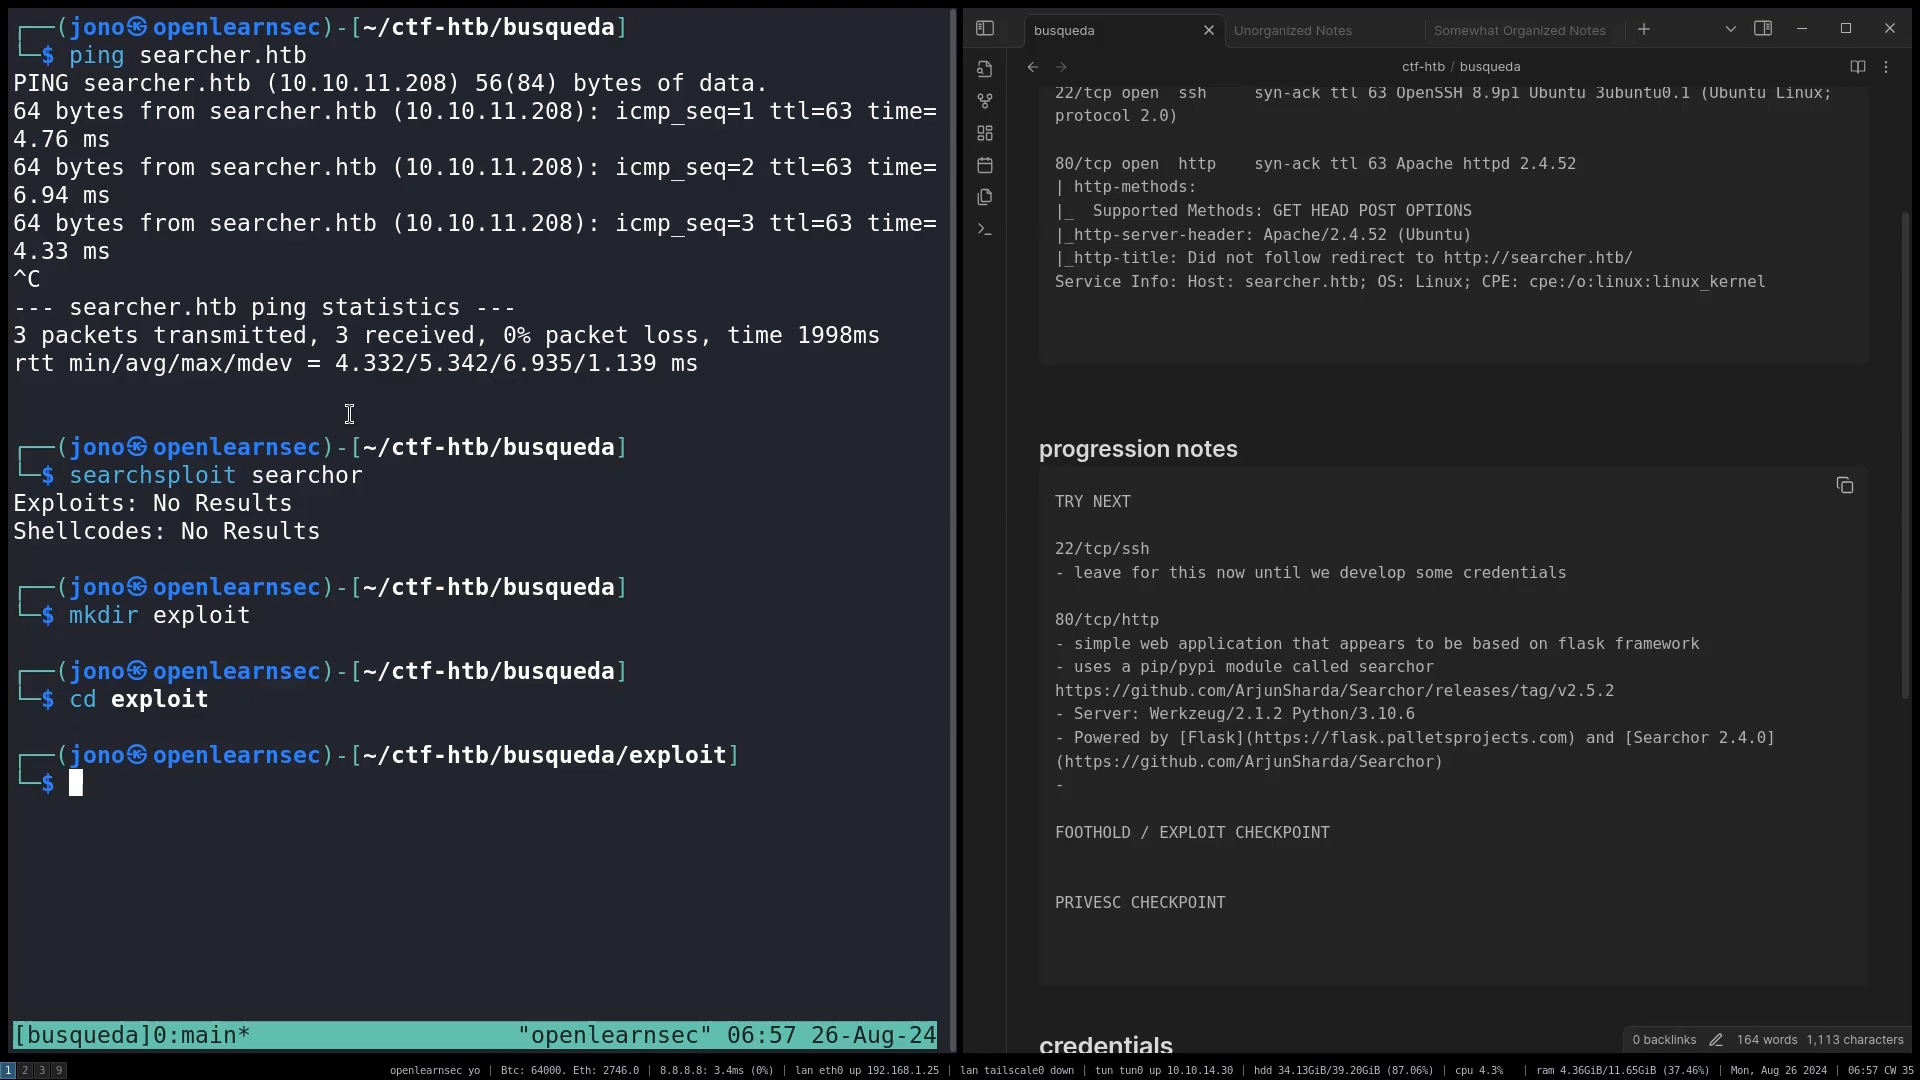 ┌──(jono㉿openlearnsec)-[~/ctf-htb/busqueda]
└─$ ping searcher.htb
PING searcher.htb (10.10.11.208) 56(84) bytes of data.
64 bytes from searcher.htb (10.10.11.208): icmp_seq=1 ttl=63 time=
4.76 ms
64 bytes from searcher.htb (10.10.11.208): icmp_seq=2 ttl=63 time=
6.94 ms
64 bytes from searcher.htb (10.10.11.208): icmp_seq=3 ttl=63 time=
4.33 ms
^C
--- searcher.htb ping statistics ---
3 packets transmitted, 3 received, 0% packet loss, time 1998ms
rtt min/avg/max/mdev = 4.332/5.342/6.935/1.139 ms
┌──(jono㉿openlearnsec)-[~/ctf-htb/busqueda]
└─$ searchsploit searchor
Exploits: No Results
Shellcodes: No Results
┌──(jono㉿openlearnsec)-[~/ctf-htb/busqueda]
└─$ mkdir exploit
┌──(jono㉿openlearnsec)-[~/ctf-htb/busqueda]
└─$ cd exploit
┌──(jono㉿openlearnsec)-[~/ctf-htb/busqueda/exploit]
└─$
[busqueda]0:main* "openlearnsec" 06:57 26-Aug-24
busqueda
Unorganized Notes
Somewhat Organized Notes
ctf-htb / busqueda
22/tcp open  ssh     syn-ack ttl 63 OpenSSH 8.9p1 Ubuntu 3ubuntu0.1 (Ubuntu Linux;
protocol 2.0)
80/tcp open  http    syn-ack ttl 63 Apache httpd 2.4.52
| http-methods:
|_  Supported Methods: GET HEAD POST OPTIONS
|_http-server-header: Apache/2.4.52 (Ubuntu)
|_http-title: Did not follow redirect to http://searcher.htb/
Service Info: Host: searcher.htb; OS: Linux; CPE: cpe:/o:linux:linux_kernel
progression notes
TRY NEXT
22/tcp/ssh
- leave for this now until we develop some credentials
80/tcp/http
- simple web application that appears to be based on flask framework
- uses a pip/pypi module called searchor
https://github.com/ArjunSharda/Searchor/releases/tag/v2.5.2
- Server: Werkzeug/2.1.2 Python/3.10.6
- Powered by [Flask](https://flask.palletsprojects.com) and [Searchor 2.4.0]
(https://github.com/ArjunSharda/Searchor)
-
FOOTHOLD / EXPLOIT CHECKPOINT
PRIVESC CHECKPOINT
credentials
0 backlinks 164 words 1,113 characters
1 2 3 9
openlearnsec yo | Btc: 64000. Eth: 2746.0 | 8.8.8.8: 3.4ms (0%) | lan eth0 up 192.168.1.25 | lan tailscale0 down | tun tun0 up 10.10.14.30 | hdd 34.13GiB/39.20GiB (87.06%) | cpu 4.3% | ram 4.36GiB/11.65GiB (37.46%) | Mon, Aug 26 2024 | 06:57 CW 35